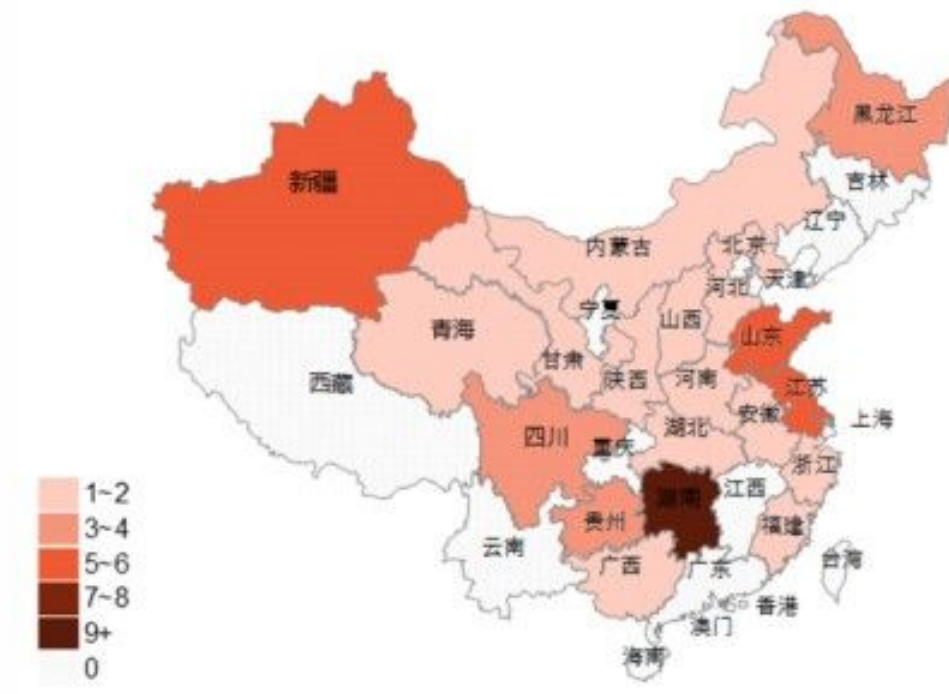 黑龙江
吉林
新疆
辽宁
内蒙古
北京
天津
河北
宁夏
山西
青海
山东
甘肃
陕西
河南
西藏
江苏
安徽
上海
湖北
四川
重庆
浙江
湖南
江西
贵州
福建
云南
广西
广东
台湾
香港
澳门
海南
1~2
3~4
5~6
7~8
9+
0